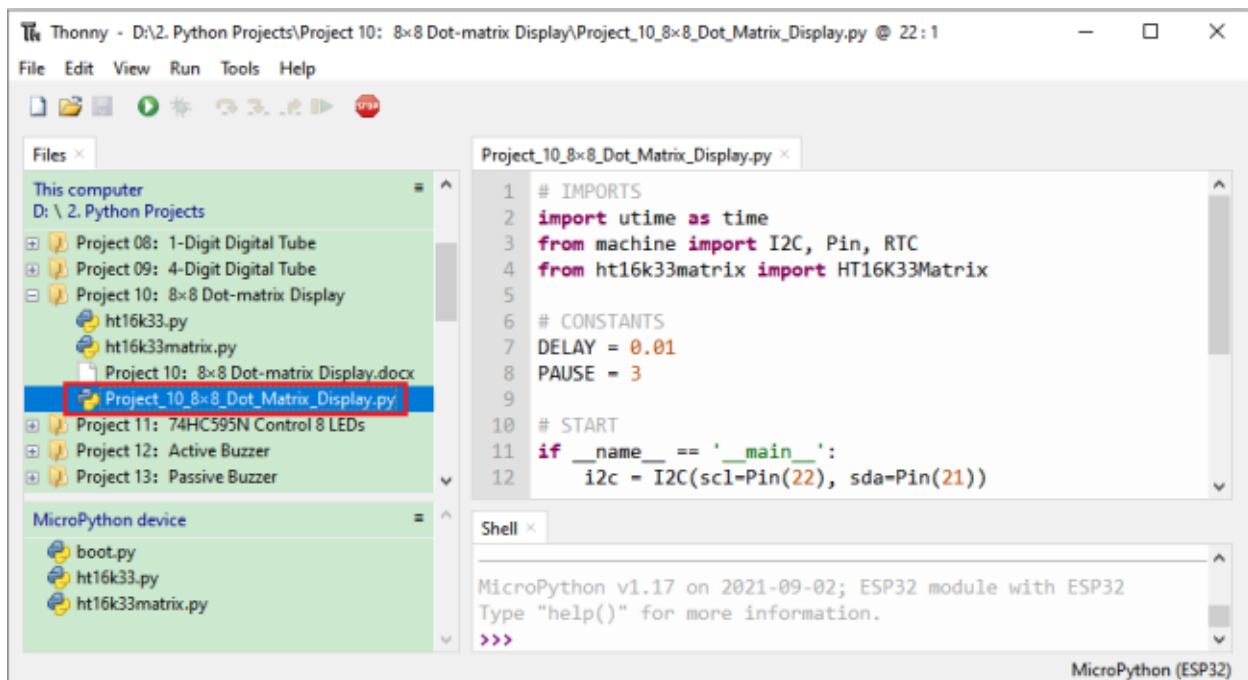 Thonny - D:\2. Python Projects\Project 10: 8×8 Dot-matrix Display\Project_10_8×8_Dot_Matrix_Display.py @ 22:1
File Edit View Run Tools Help
STOP
Files
This computer
D: \ 2. Python Projects
Project 08: 1-Digit Digital Tube
Project 09: 4-Digit Digital Tube
Project 10: 8×8 Dot-matrix Display
ht16k33.py
ht16k33matrix.py
Project 10: 8×8 Dot-matrix Display.docx
Project_10_8×8_Dot_Matrix_Display.py
Project 11: 74HC595N Control 8 LEDs
Project 12: Active Buzzer
Project 13: Passive Buzzer
MicroPython device
boot.py
ht16k33.py
ht16k33matrix.py
Project_10_8×8_Dot_Matrix_Display.py
1 # IMPORTS
2 import utime as time
3 from machine import I2C, Pin, RTC
4 from ht16k33matrix import HT16K33Matrix
5
6 # CONSTANTS
7 DELAY = 0.01
8 PAUSE = 3
9
10 # START
11 if __name__ == '__main__':
12     i2c = I2C(scl=Pin(22), sda=Pin(21))
Shell
MicroPython v1.17 on 2021-09-02; ESP32 module with ESP32
Type "help()" for more information.
>>>
MicroPython (ESP32)